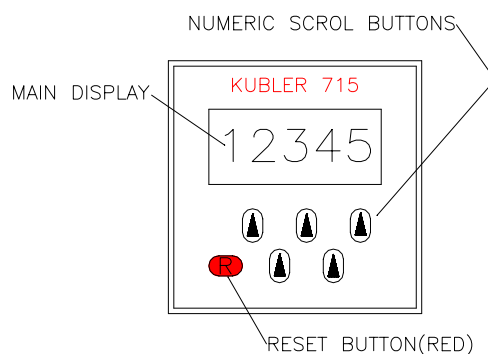 NUMERIC SCROL BUTTONS
KUBLER 715
MAIN DISPLAY
12345
R
RESET BUTTON(RED)